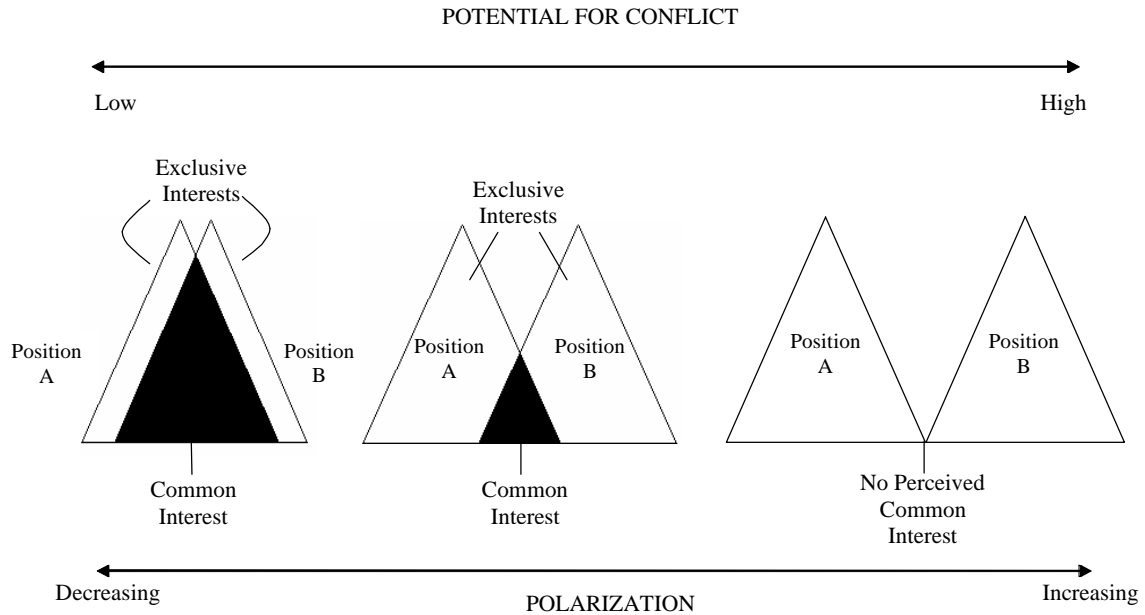 POTENTIAL FOR CONFLICT
Low
High
Exclusive
Interests
Exclusive
Interests
Position
A
Position
B
Position
A
Position
B
Position
A
Position
B
Common
Interest
Common
Interest
No Perceived
Common
Interest
Decreasing
Increasing
POLARIZATION